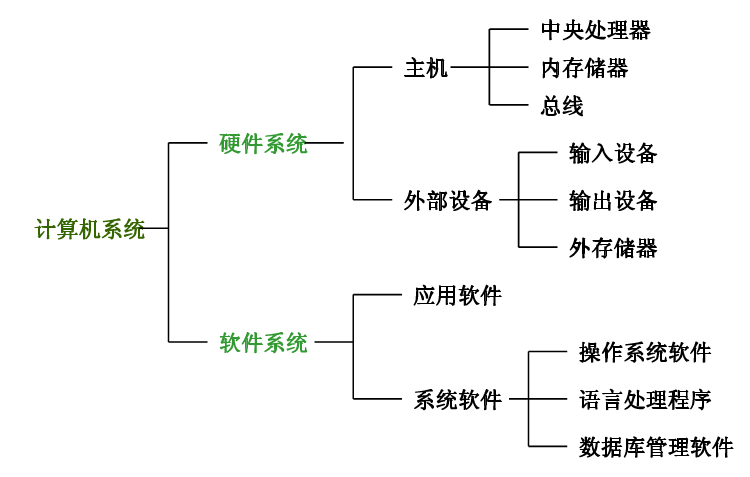 计算机系统
硬件系统
主机
中央处理器
内存储器
总线
外部设备
输入设备
输出设备
外存储器
软件系统
应用软件
系统软件
操作系统软件
语言处理程序
数据库管理软件